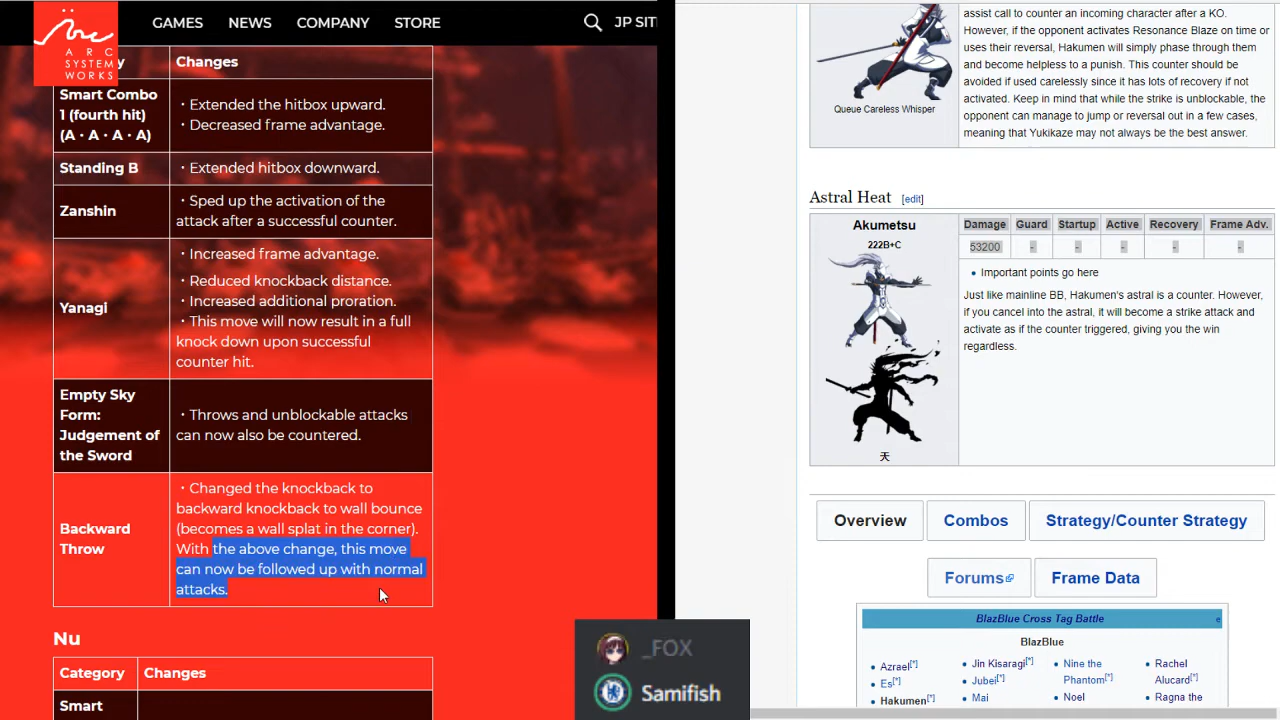 GAMES NEWS COMPANY STORE JP SIT
ARC
SYSTEM
WORKS
Changes
Smart Combo
1 (fourth hit)
(A・A・A・A)
・Extended the hitbox upward.
・Decreased frame advantage.
Standing B
・Extended hitbox downward.
Zanshin
・Sped up the activation of the
attack after a successful counter.
Yanagi
・Increased frame advantage.
・Reduced knockback distance.
・Increased additional proration.
・This move will now result in a full
knock down upon successful
counter hit.
Empty Sky
Form:
Judgement of
the Sword
・Throws and unblockable attacks
can now also be countered.
Backward
Throw
・Changed the knockback to
backward knockback to wall bounce
(becomes a wall splat in the corner).
With the above change, this move
can now be followed up with normal
attacks.
Nu
Category Changes
Smart
_FOX
Samifish
Queue Careless Whisper
assist call to counter an incoming character after a KO.
However, if the opponent activates Resonance Blaze on time or
uses their reversal, Hakumen will simply phase through them
and become helpless to a punish. This counter should be
avoided if used carelessly since it has lots of recovery if not
activated. Keep in mind that while the strike is unblockable, the
opponent can manage to jump or reversal out in a few cases,
meaning that Yukikaze may not always be the best answer.
Astral Heat [edit]
Akumetsu
222B+C
天
Damage Guard Startup Active Recovery Frame Adv.
53200 - - - - -
• Important points go here
Just like mainline BB, Hakumen's astral is a counter. However,
if you cancel into the astral, it will become a strike attack and
activate as if the counter triggered, giving you the win
regardless.
Overview Combos Strategy/Counter Strategy
Forums Frame Data
BlazBlue Cross Tag Battle e
BlazBlue
• Azrael[*] • Jin Kisaragi[*] • Nine the • Rachel
• Es[*] • Jubei[*] Phantom[*] Alucard[*]
• Hakumen[*] • Mai • Noel • Ragna the